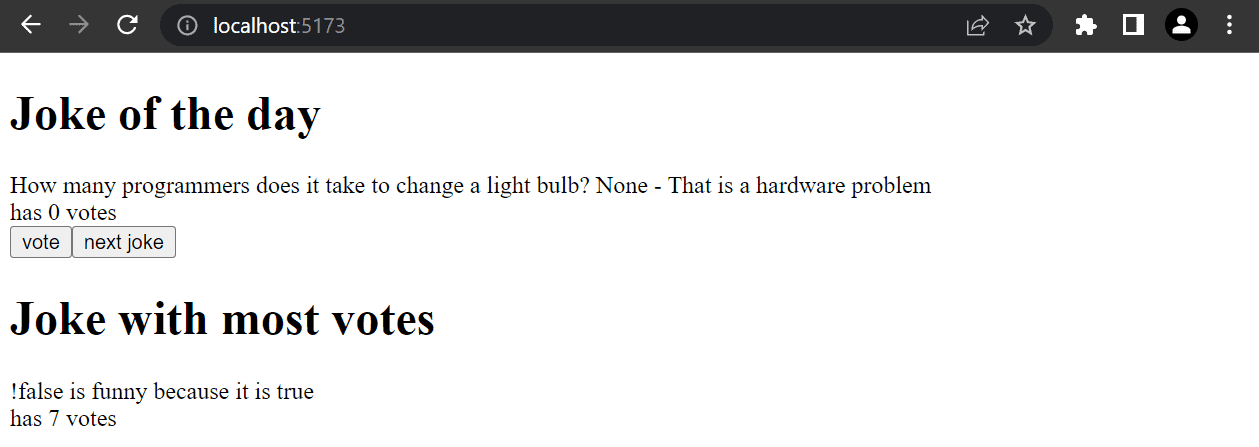 localhost:5173
Joke of the day
How many programmers does it take to change a light bulb? None - That is a hardware problem
has 0 votes
vote next joke
Joke with most votes
!false is funny because it is true
has 7 votes